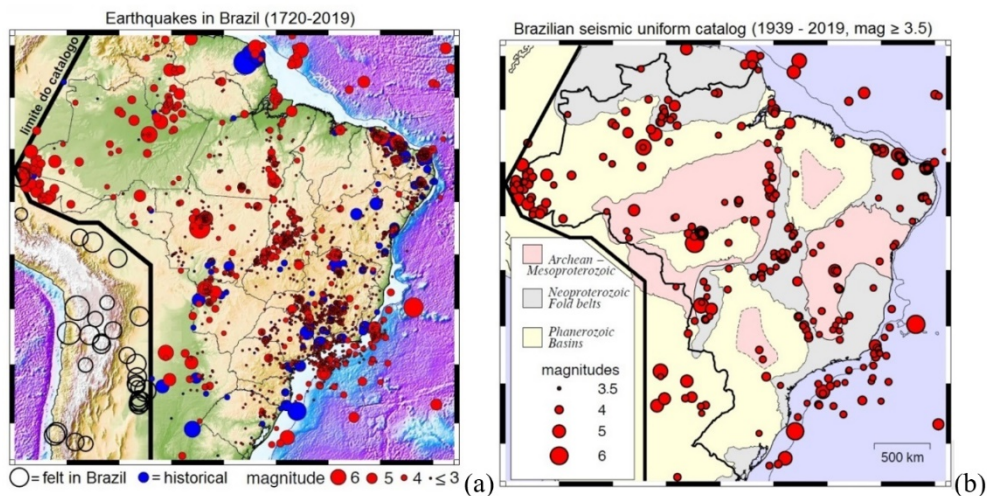 Earthquakes in Brazil (1720-2019)
limite do catalogo
= felt in Brazil = historical magnitude 6 5 4 ·≤ 3
(a)
Brazilian seismic uniform catalog (1939 - 2019, mag ≥ 3.5)
Archean –
Mesoproterozoic
Neoproterozoic
Fold belts
Phanerozoic
Basins
magnitudes
3.5
4
5
6
500 km
(b)